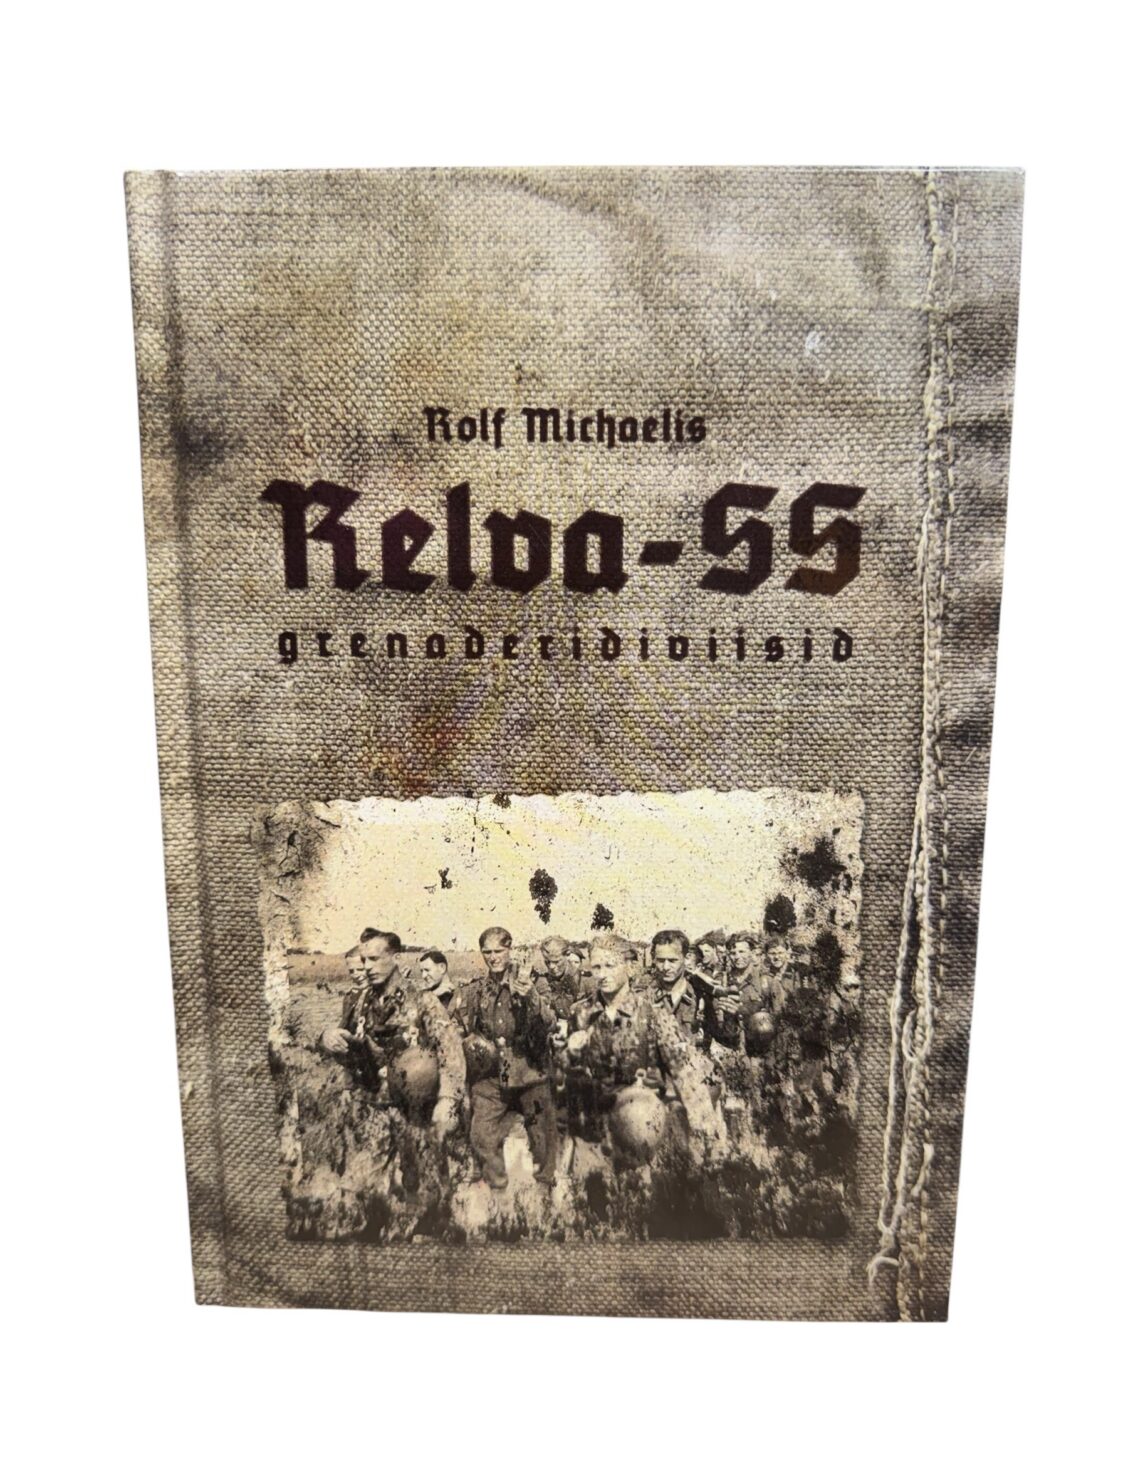 Rolf Michaelis
Relva-SS
grenaderidiviisid